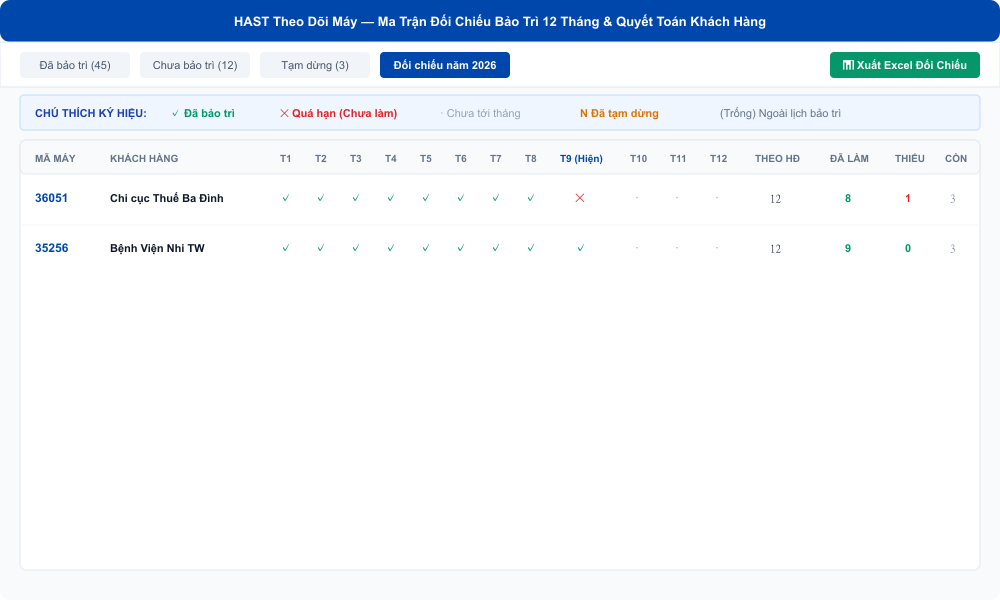 HAST Theo Dõi Máy — Ma Trận Đối Chiếu Bảo Trì 12 Tháng & Quyết Toán Khách Hàng
Đã bảo trì (45) Chưa bảo trì (12) Tạm dừng (3) Đối chiếu năm 2026 Xuất Excel Đối Chiếu
CHÚ THÍCH KÝ HIỆU: ✓ Đã bảo trì ✕ Quá hạn (Chưa làm) · Chưa tới tháng N Đã tạm dừng (Trống) Ngoài lịch bảo trì
MÃ MÁY KHÁCH HÀNG T1 T2 T3 T4 T5 T6 T7 T8 T9 (Hiện) T10 T11 T12 THEO HĐ ĐÃ LÀM THIẾU CÒN
36051 Chi cục Thuế Ba Đình ✓ ✓ ✓ ✓ ✓ ✓ ✓ ✓ ✕ · · · 12 8 1 3
35256 Bệnh Viện Nhi TW ✓ ✓ ✓ ✓ ✓ ✓ ✓ ✓ ✓ · · · 12 9 0 3